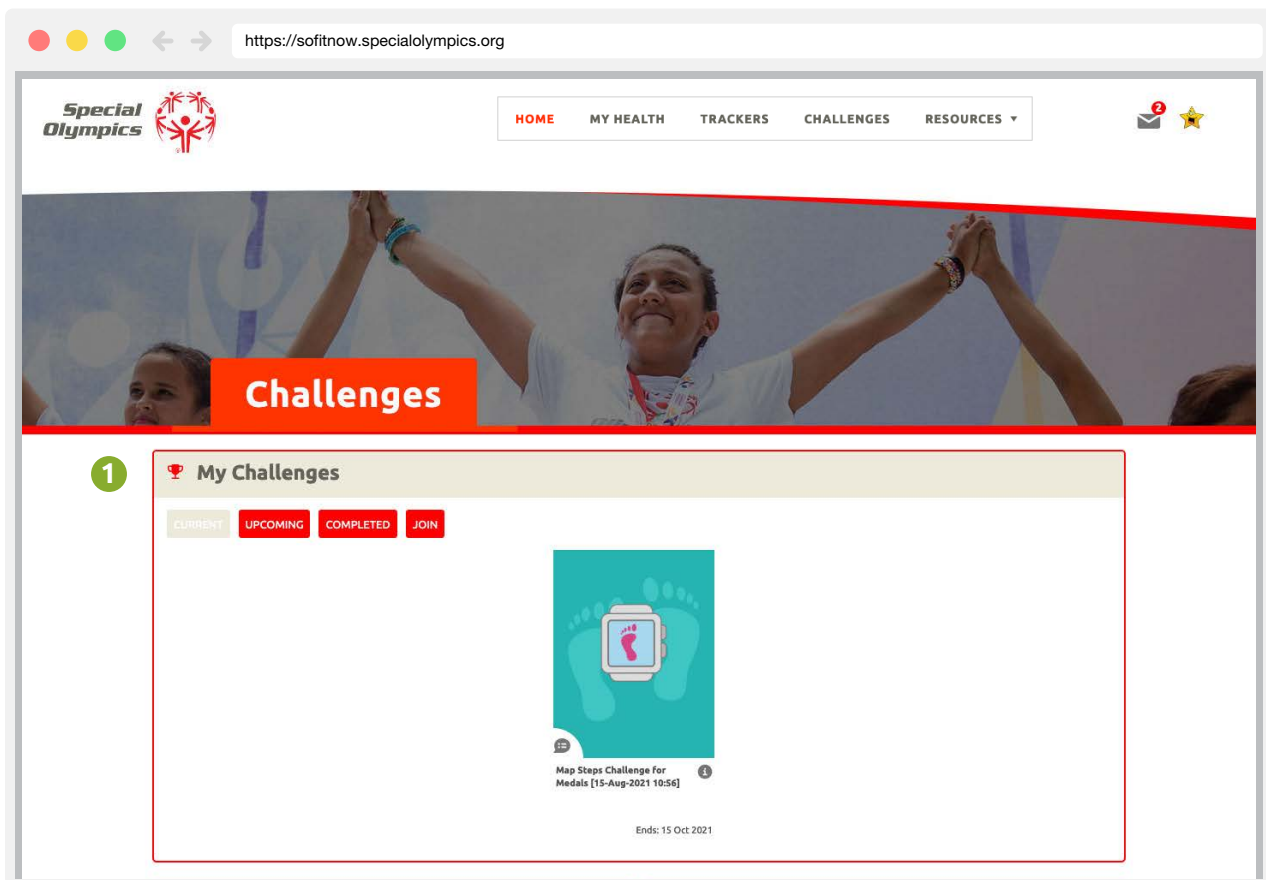 https://sofitnow.specialolympics.org
Special
Olympics
HOME MY HEALTH TRACKERS CHALLENGES RESOURCES
2
Challenges
1
My Challenges
CURRENT UPCOMING COMPLETED JOIN
Map Steps Challenge for
Medals [15-Aug-2021 10:56]
Ends: 15 Oct 2021